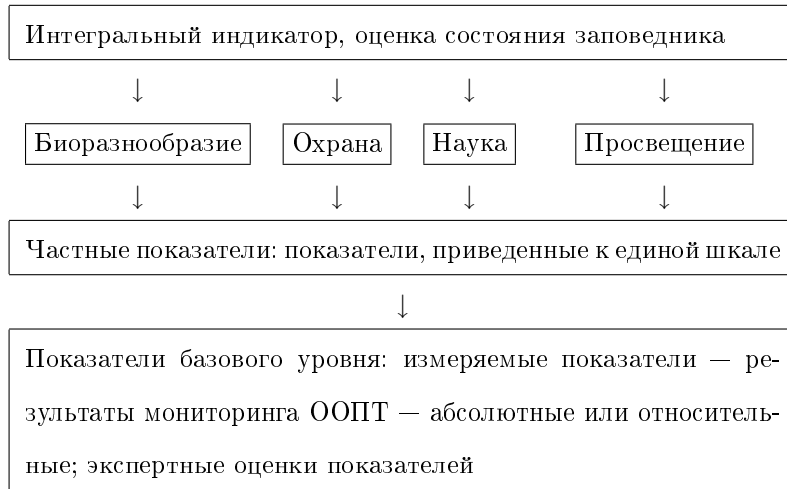 Интегральный индикатор, оценка состояния заповедника
↓ ↓ ↓ ↓
Биоразнообразие Охрана Наука Просвещение
↓ ↓ ↓ ↓
Частные показатели: показатели, приведенные к единой шкале
↓
Показатели базового уровня: измеряемые показатели — ре-
зультаты мониторинга ООПТ — абсолютные или относитель-
ные; экспертные оценки показателей